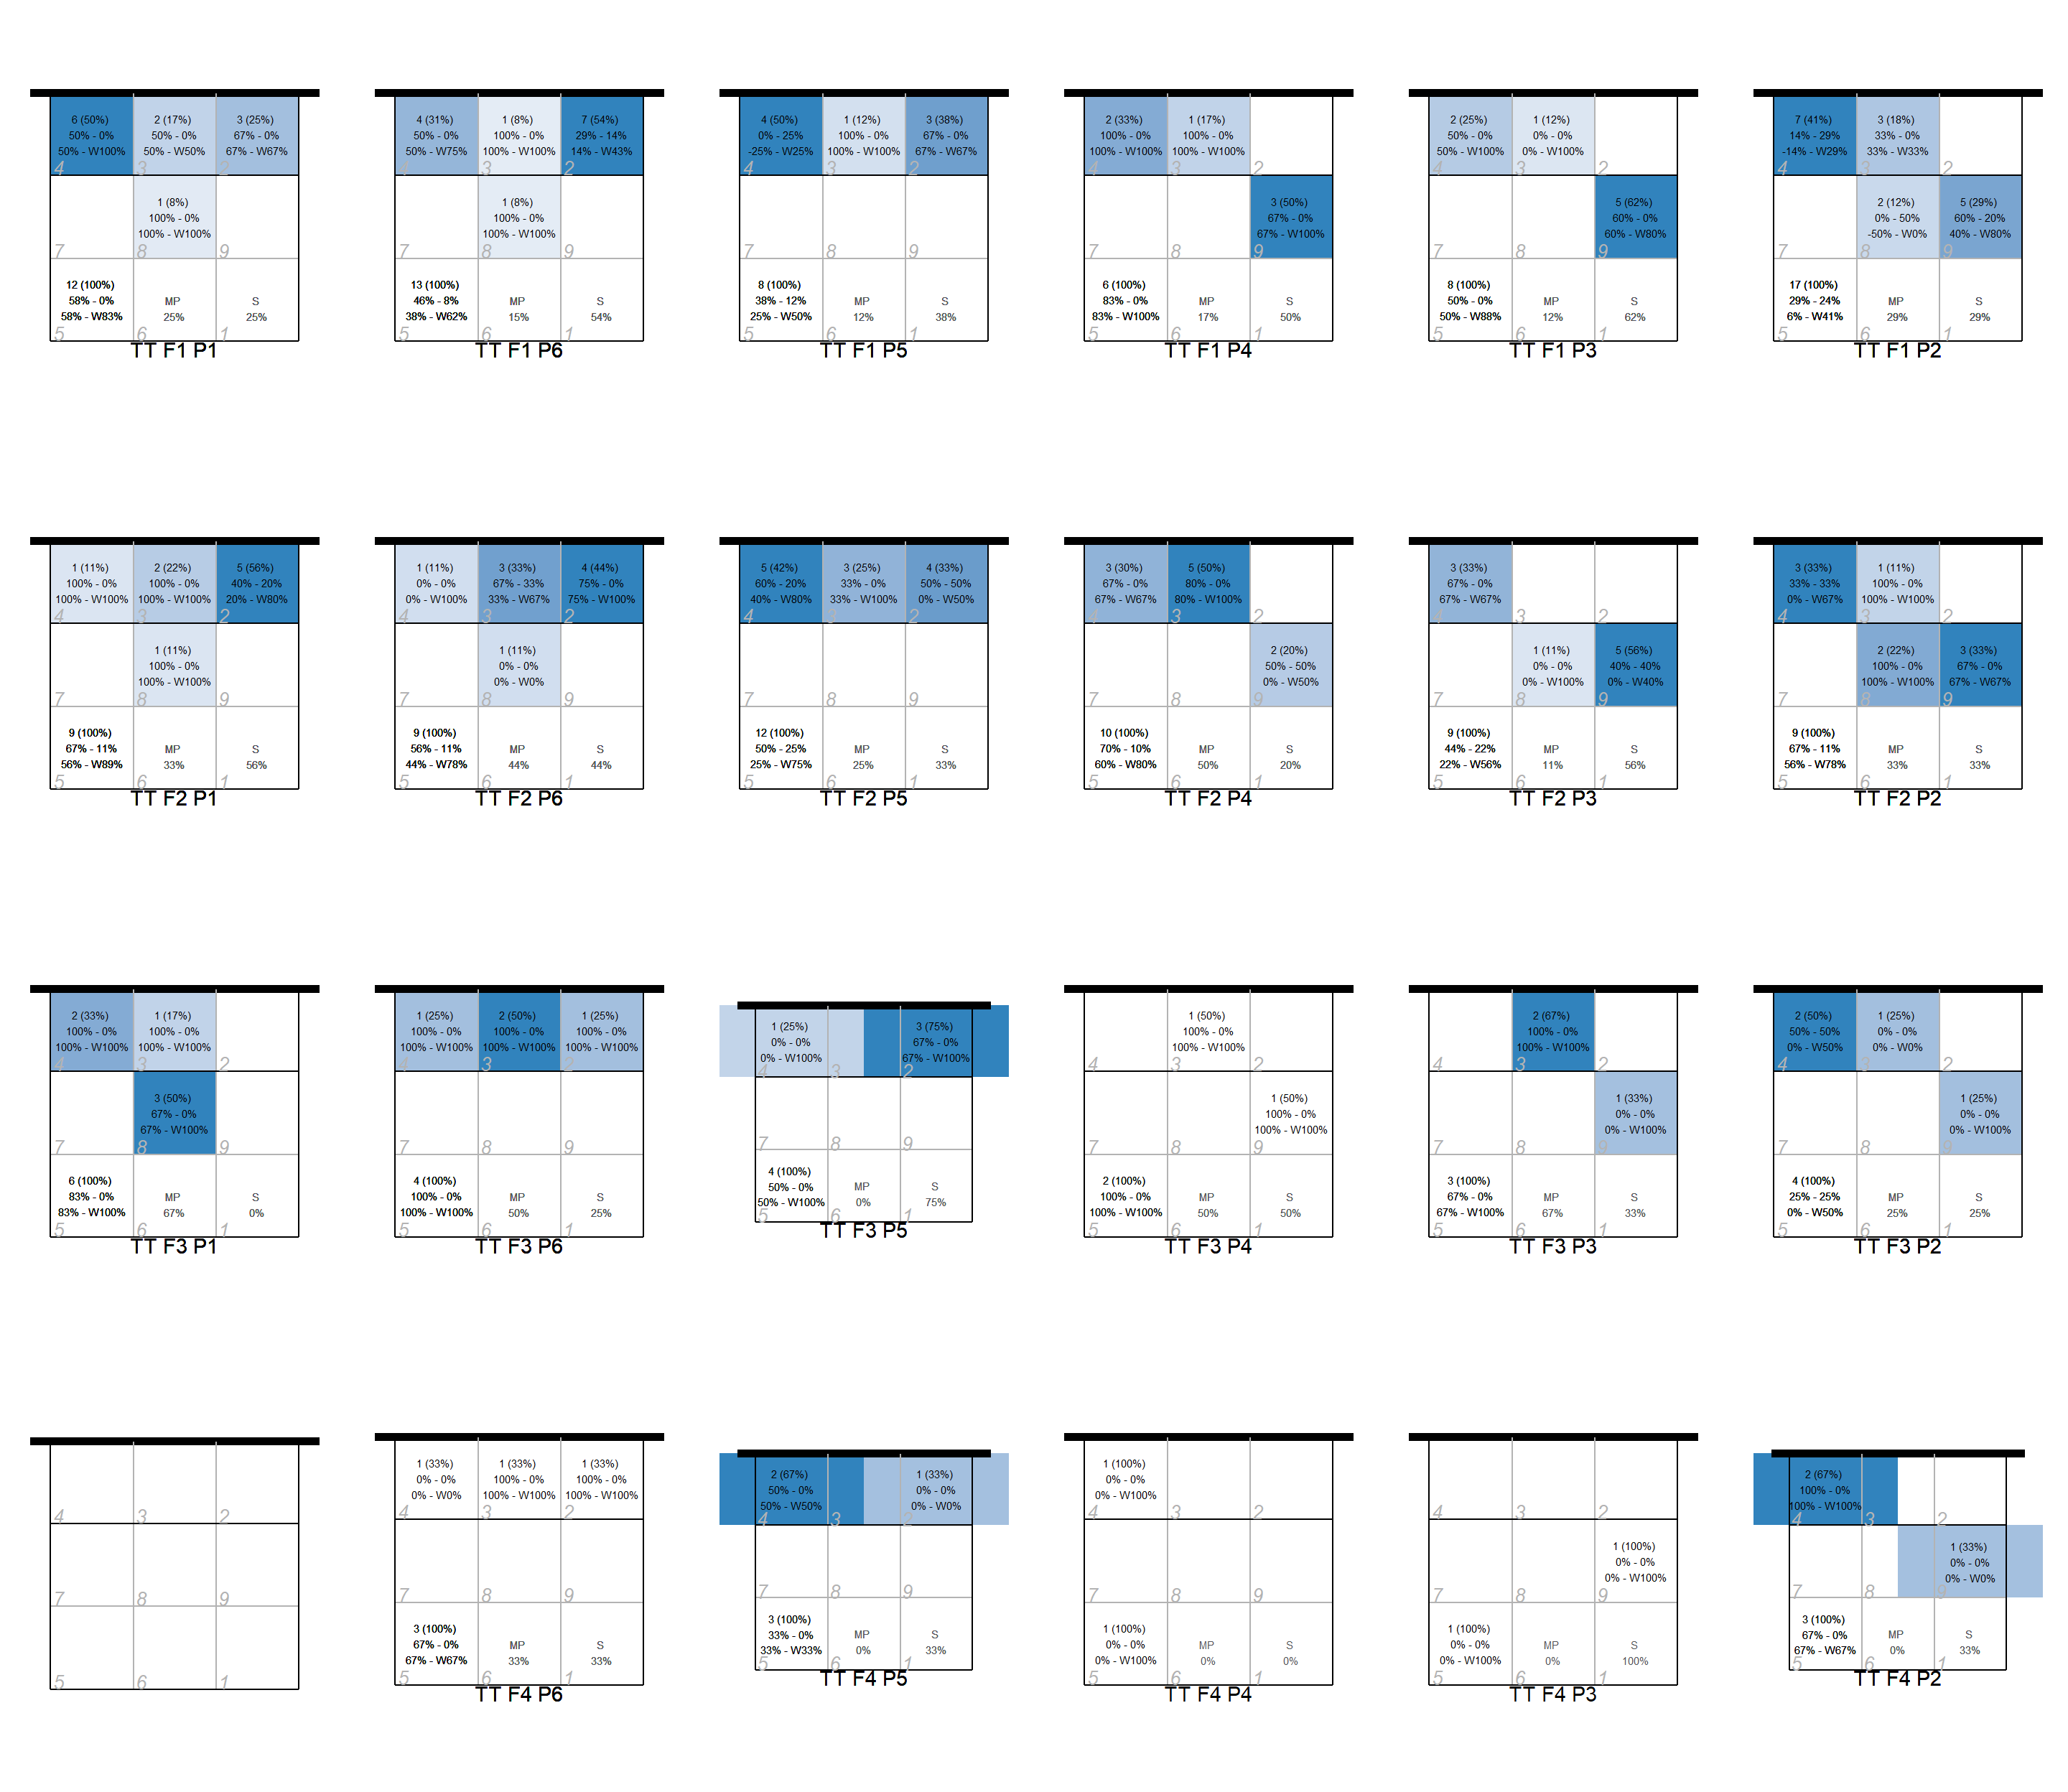 6 (50%)
50% - 0%
50% - W100%
4
2 (17%)
50% - 0%
50% - W50%
3
3 (25%)
67% - 0%
67% - W67%
2
7
1 (8%)
100% - 0%
100% - W100%
8
9
12 (100%)
58% - 0%
58% - W83%
5
MP
25%
6
S
25%
1
TT F1 P1
4 (31%)
50% - 0%
50% - W75%
4
1 (8%)
100% - 0%
100% - W100%
3
7 (54%)
29% - 14%
14% - W43%
2
7
1 (8%)
100% - 0%
100% - W100%
8
9
13 (100%)
46% - 8%
38% - W62%
5
MP
15%
6
S
54%
1
TT F1 P6
4 (50%)
0% - 25%
-25% - W25%
4
1 (12%)
100% - 0%
100% - W100%
3
3 (38%)
67% - 0%
67% - W67%
2
7
8
9
8 (100%)
38% - 12%
25% - W50%
5
MP
12%
6
S
38%
1
TT F1 P5
2 (33%)
100% - 0%
100% - W100%
4
1 (17%)
100% - 0%
100% - W100%
3
2
7
8
3 (50%)
67% - 0%
67% - W100%
9
6 (100%)
83% - 0%
83% - W100%
5
MP
17%
6
S
50%
1
TT F1 P4
2 (25%)
50% - 0%
50% - W100%
4
1 (12%)
0% - 0%
0% - W100%
3
2
7
8
5 (62%)
60% - 0%
60% - W80%
9
8 (100%)
50% - 0%
50% - W88%
5
MP
12%
6
S
62%
1
TT F1 P3
7 (41%)
14% - 29%
-14% - W29%
4
3 (18%)
33% - 0%
33% - W33%
3
2
7
2 (12%)
0% - 50%
-50% - W0%
8
5 (29%)
60% - 20%
40% - W80%
9
17 (100%)
29% - 24%
6% - W41%
5
MP
29%
6
S
29%
1
TT F1 P2
1 (11%)
100% - 0%
100% - W100%
4
2 (22%)
100% - 0%
100% - W100%
3
5 (56%)
40% - 20%
20% - W80%
2
7
1 (11%)
100% - 0%
100% - W100%
8
9
9 (100%)
67% - 11%
56% - W89%
5
MP
33%
6
S
56%
1
TT F2 P1
1 (11%)
0% - 0%
0% - W100%
4
3 (33%)
67% - 33%
33% - W67%
3
4 (44%)
75% - 0%
75% - W100%
2
7
1 (11%)
0% - 0%
0% - W0%
8
9
9 (100%)
56% - 11%
44% - W78%
5
MP
44%
6
S
44%
1
TT F2 P6
5 (42%)
60% - 20%
40% - W80%
4
3 (25%)
33% - 0%
33% - W100%
3
4 (33%)
50% - 50%
0% - W50%
2
7
8
9
12 (100%)
50% - 25%
25% - W75%
5
MP
25%
6
S
33%
1
TT F2 P5
3 (30%)
67% - 0%
67% - W67%
4
5 (50%)
80% - 0%
80% - W100%
3
2
7
8
2 (20%)
50% - 50%
0% - W50%
9
10 (100%)
70% - 10%
60% - W80%
5
MP
50%
6
S
20%
1
TT F2 P4
3 (33%)
67% - 0%
67% - W67%
4
3
2
7
1 (11%)
0% - 0%
0% - W100%
8
5 (56%)
40% - 40%
0% - W40%
9
9 (100%)
44% - 22%
22% - W56%
5
MP
11%
6
S
56%
1
TT F2 P3
3 (33%)
33% - 33%
0% - W67%
4
1 (11%)
100% - 0%
100% - W100%
3
2
7
2 (22%)
100% - 0%
100% - W100%
8
3 (33%)
67% - 0%
67% - W67%
9
9 (100%)
67% - 11%
56% - W78%
5
MP
33%
6
S
33%
1
TT F2 P2
2 (33%)
100% - 0%
100% - W100%
4
1 (17%)
100% - 0%
100% - W100%
3
2
7
3 (50%)
67% - 0%
67% - W100%
8
9
6 (100%)
83% - 0%
83% - W100%
5
MP
67%
6
S
0%
1
TT F3 P1
1 (25%)
100% - 0%
100% - W100%
4
2 (50%)
100% - 0%
100% - W100%
3
1 (25%)
100% - 0%
100% - W100%
2
7
8
9
4 (100%)
100% - 0%
100% - W100%
5
MP
50%
6
S
25%
1
TT F3 P6
1 (25%)
0% - 0%
0% - W100%
4
3
3 (75%)
67% - 0%
67% - W100%
2
7
8
9
4 (100%)
50% - 0%
50% - W100%
5
MP
0%
6
S
75%
1
TT F3 P5
4
1 (50%)
100% - 0%
100% - W100%
3
2
7
8
1 (50%)
100% - 0%
100% - W100%
9
2 (100%)
100% - 0%
100% - W100%
5
MP
50%
6
S
50%
1
TT F3 P4
4
2 (67%)
100% - 0%
100% - W100%
3
2
7
8
1 (33%)
0% - 0%
0% - W100%
9
3 (100%)
67% - 0%
67% - W100%
5
MP
67%
6
S
33%
1
TT F3 P3
2 (50%)
50% - 50%
0% - W50%
4
1 (25%)
0% - 0%
0% - W0%
3
2
7
8
1 (25%)
0% - 0%
0% - W100%
9
4 (100%)
25% - 25%
0% - W50%
5
MP
25%
6
S
25%
1
TT F3 P2
4
3
2
7
8
9
5
6
1
1 (33%)
0% - 0%
0% - W0%
4
1 (33%)
100% - 0%
100% - W100%
3
1 (33%)
100% - 0%
100% - W100%
2
7
8
9
3 (100%)
67% - 0%
67% - W67%
5
MP
33%
6
S
33%
1
TT F4 P6
2 (67%)
50% - 0%
50% - W50%
4
3
1 (33%)
0% - 0%
0% - W0%
2
7
8
9
3 (100%)
33% - 0%
33% - W33%
5
MP
0%
6
S
33%
1
TT F4 P5
1 (100%)
0% - 0%
0% - W100%
4
3
2
7
8
9
1 (100%)
0% - 0%
0% - W100%
5
MP
0%
6
S
0%
1
TT F4 P4
4
3
2
7
8
1 (100%)
0% - 0%
0% - W100%
9
1 (100%)
0% - 0%
0% - W100%
5
MP
0%
6
S
100%
1
TT F4 P3
2 (67%)
100% - 0%
100% - W100%
4
3
2
7
8
1 (33%)
0% - 0%
0% - W0%
9
3 (100%)
67% - 0%
67% - W67%
5
MP
0%
6
S
33%
1
TT F4 P2